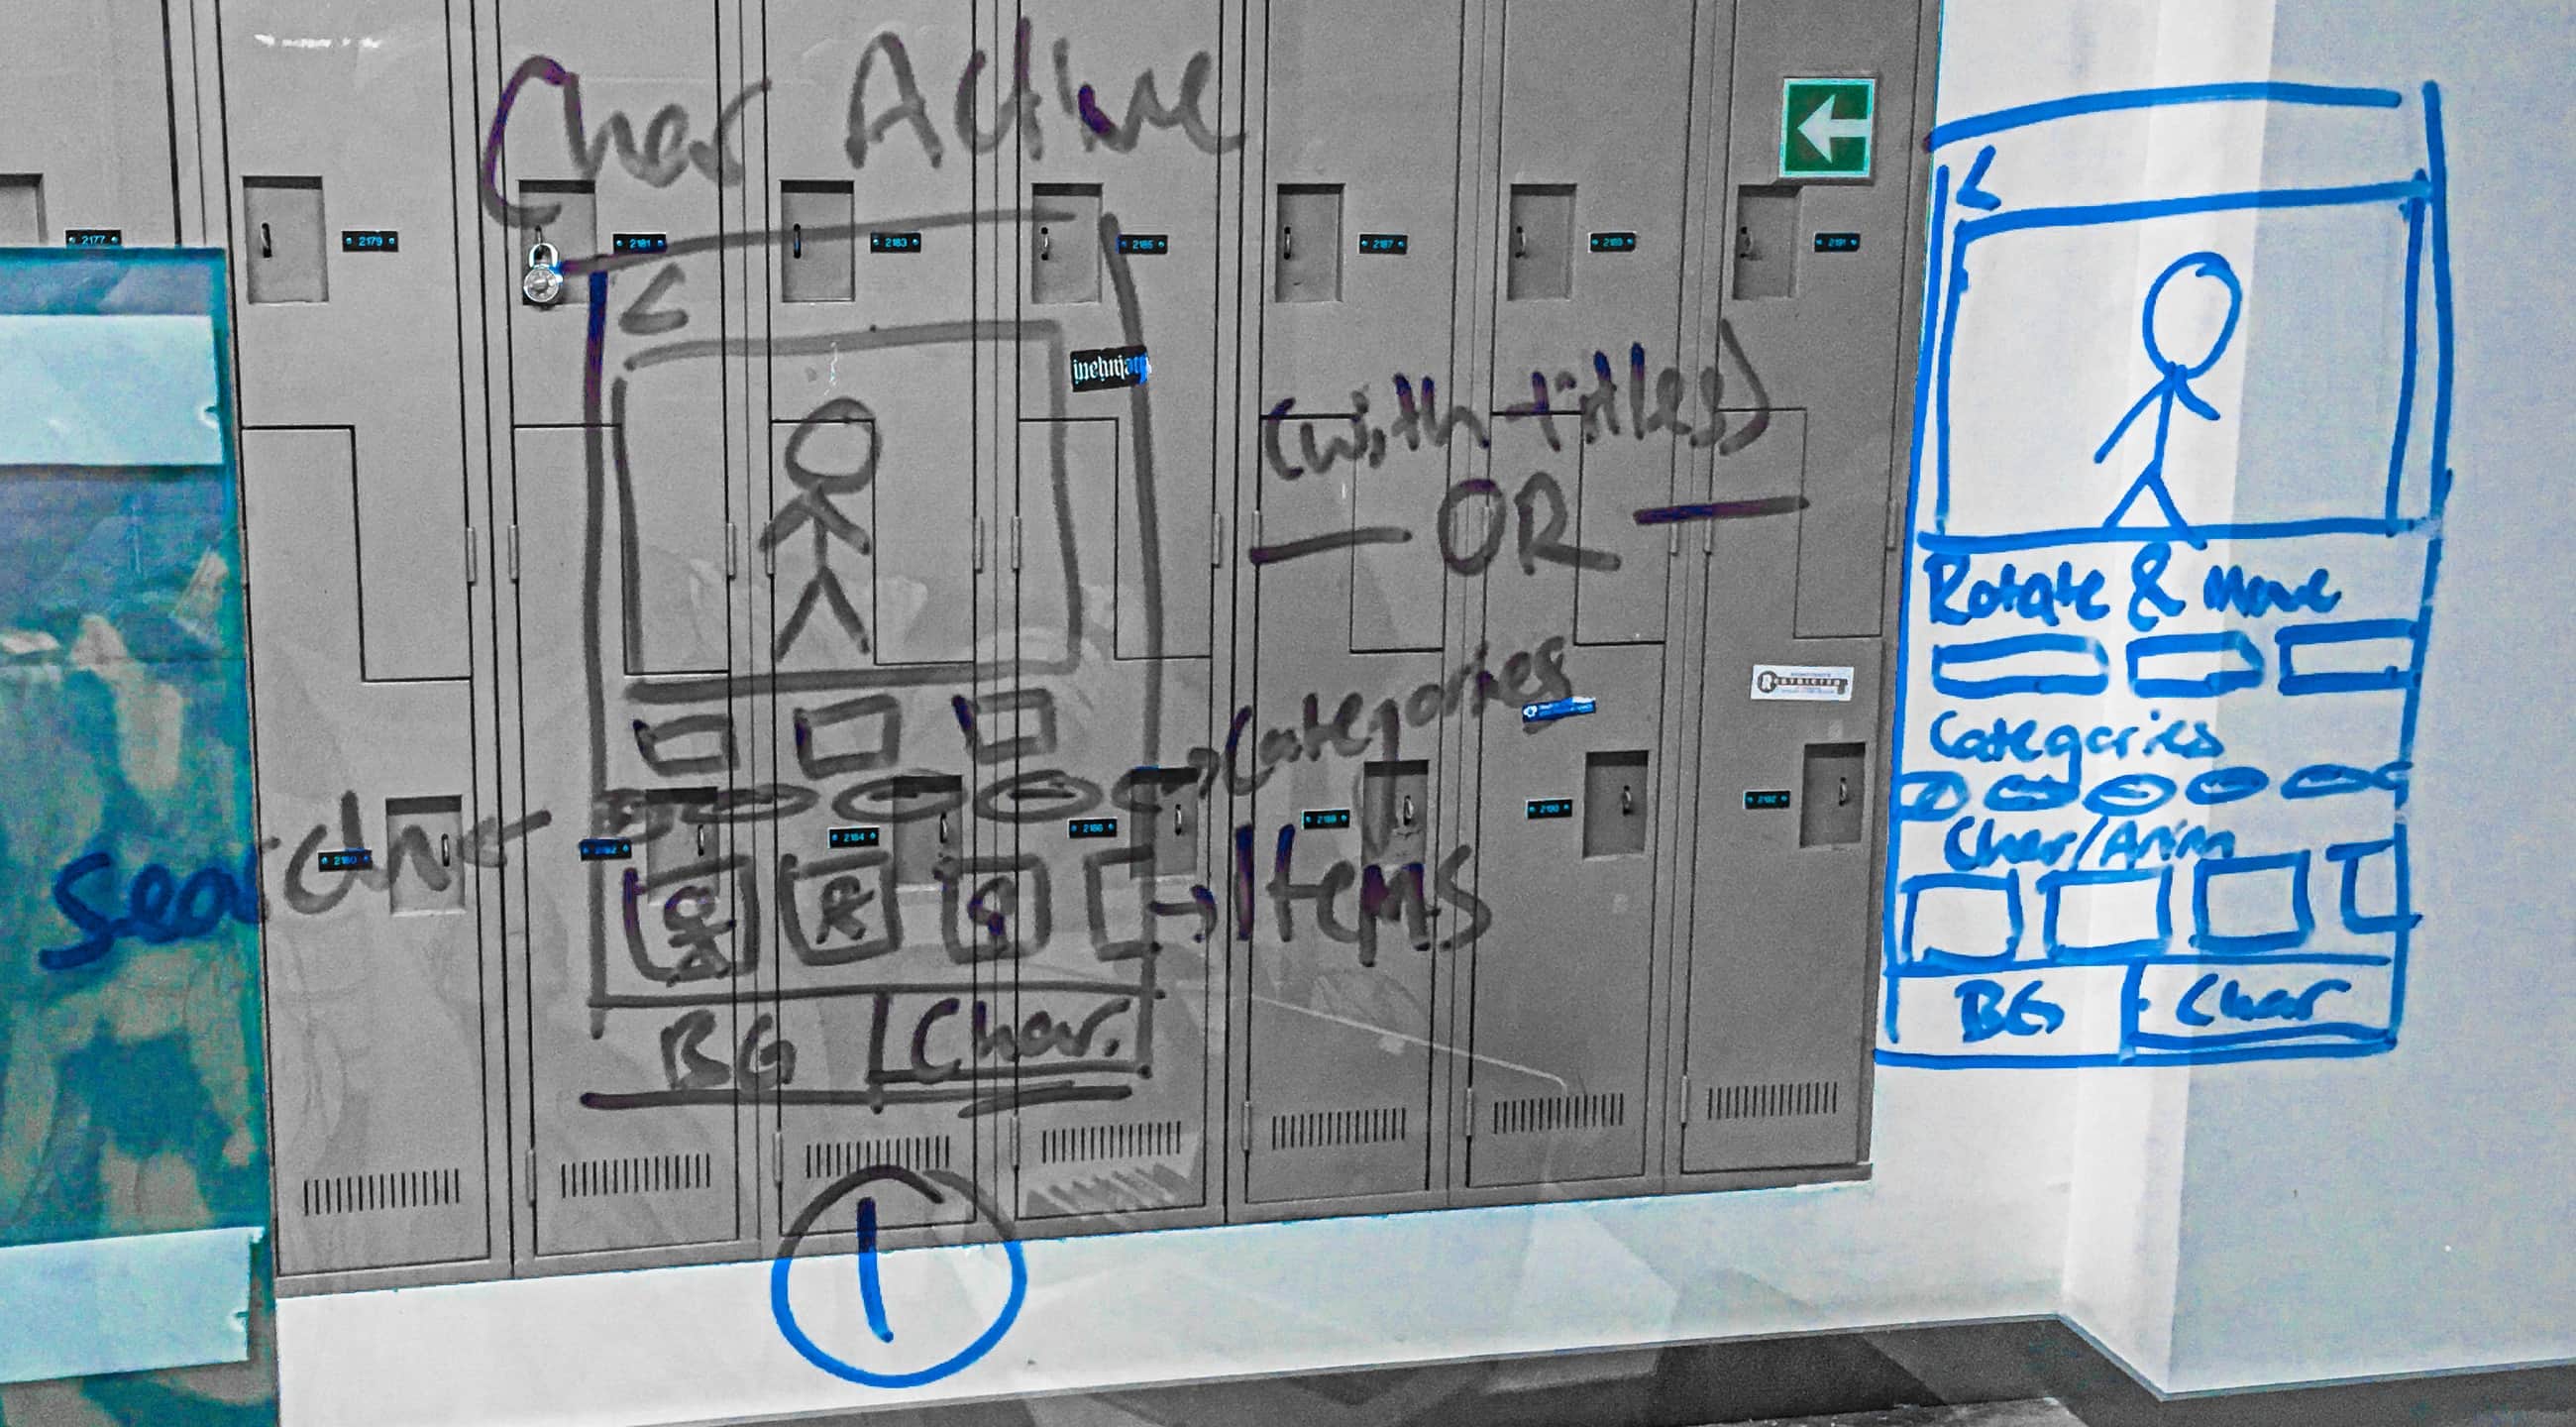 Char Active
<
(with titles)
— OR —
Search ←
→ Categories
→ Items
BG
Char.
1
<
Rotate & Move
Categories
Char/Anim
BG
Char
2177
2179
2181
2183
2185
2187
2189
2191
2180
2182
2184
2186
2188
2190
2192
RESTRICTED